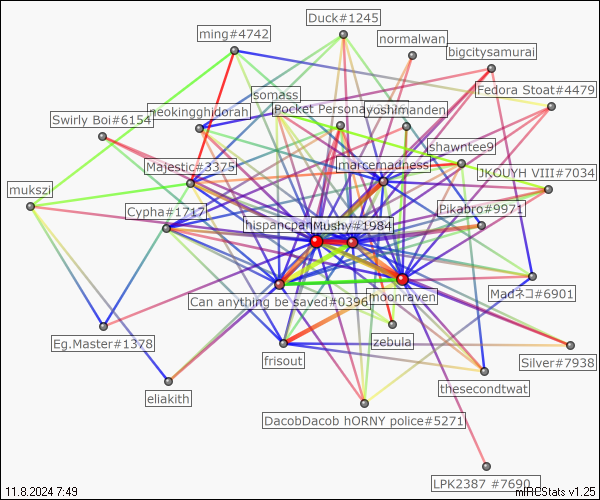 Duck#1245
ming#4742
normalwan
bigcitysamurai
Fedora Stoat#4479
somass
neokingghidorah
Pocket Persona
yoshimanden
Swirly Boi#6154
shawntee9
Majestic#3375
marcemadness
JKOUYH VIII#7034
mukszi
Cypha#1717
Pikabro#9971
hispancpan
Mushy#1984
Can anything be saved#0396
moonraven
Madネコ#6901
Eg.Master#1378
zebula
frisout
Silver#7938
eliakith
thesecondtwat
DacobDacob hORNY police#5271
LPK2387 #7690
11.8.2024 7:49
mIRCStats v1.25